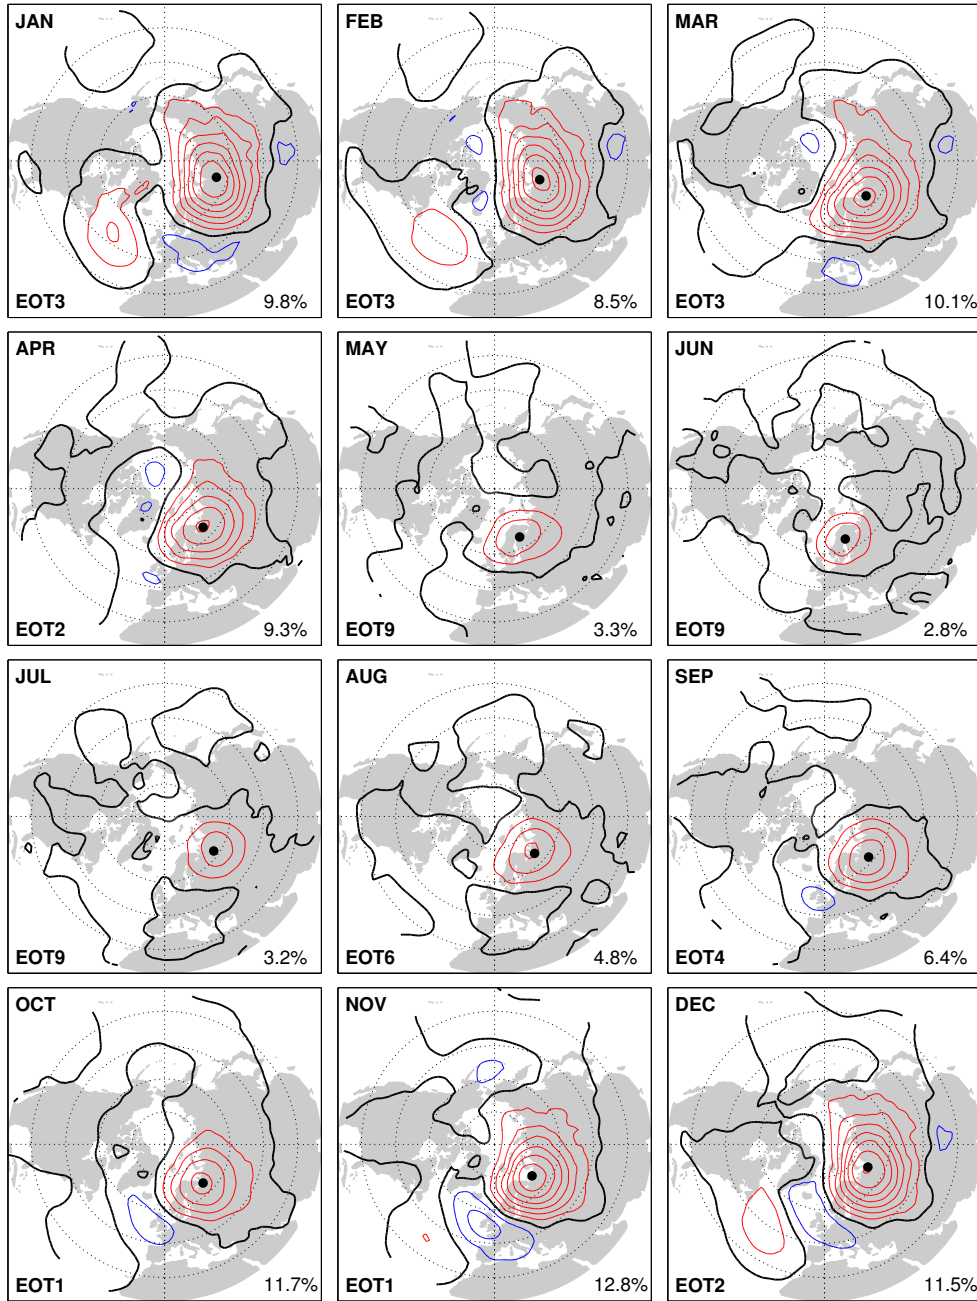 JAN
FEB
MAR
EOT3
9.8%
EOT3
8.5%
EOT3
10.1%
APR
MAY
JUN
EOT2
9.3%
EOT9
3.3%
EOT9
2.8%
JUL
AUG
SEP
EOT9
3.2%
EOT6
4.8%
EOT4
6.4%
OCT
NOV
DEC
EOT1
11.7%
EOT1
12.8%
EOT2
11.5%